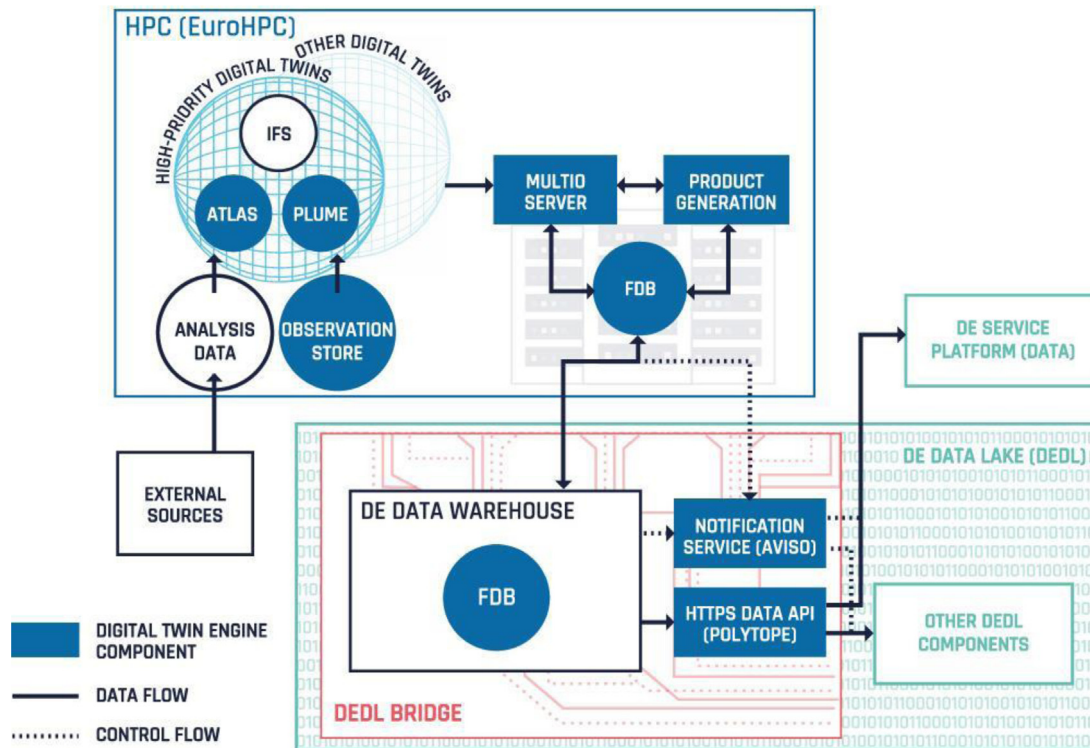 HPC (EuroHPC)
HIGH-PRIORITY DIGITAL TWINS
OTHER DIGITAL TWINS
IFS
ATLAS
PLUME
ANALYSIS
DATA
OBSERVATION
STORE
MULTIO
SERVER
PRODUCT
GENERATION
FDB
EXTERNAL
SOURCES
DE SERVICE
PLATFORM (DATA)
DE DATA LAKE (DEDL)
DE DATA WAREHOUSE
FDB
NOTIFICATION
SERVICE (AVISO)
HTTPS DATA API
(POLYTOPE)
OTHER DEDL
COMPONENTS
DEDL BRIDGE
DIGITAL TWIN ENGINE
COMPONENT
DATA FLOW
CONTROL FLOW